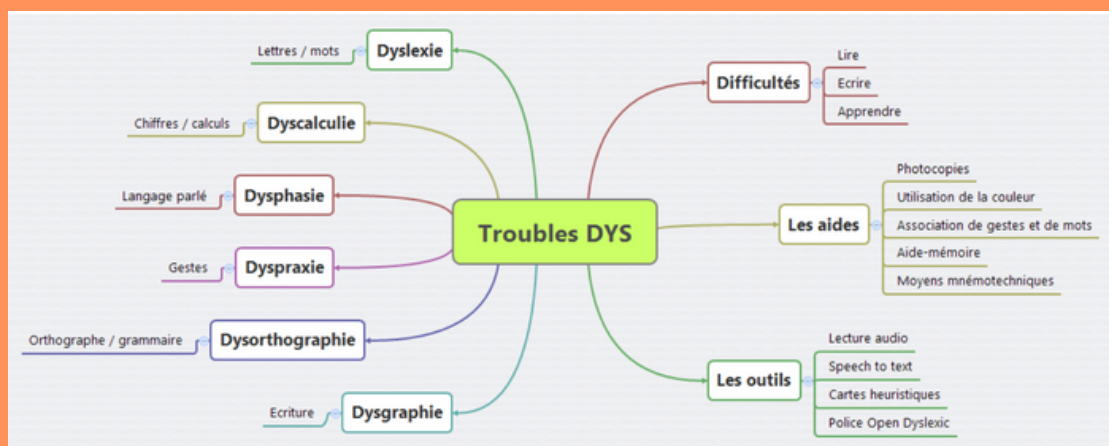 Troubles DYS
Dyslexie
Lettres / mots
Dyscalculie
Chiffres / calculs
Dysphasie
Langage parlé
Dyspraxie
Gestes
Dysorthographie
Orthographe / grammaire
Dysgraphie
Ecriture
Difficultés
Lire
Ecrire
Apprendre
Les aides
Photocopies
Utilisation de la couleur
Association de gestes et de mots
Aide-mémoire
Moyens mnémotechniques
Les outils
Lecture audio
Speech to text
Cartes heuristiques
Police Open Dyslexic